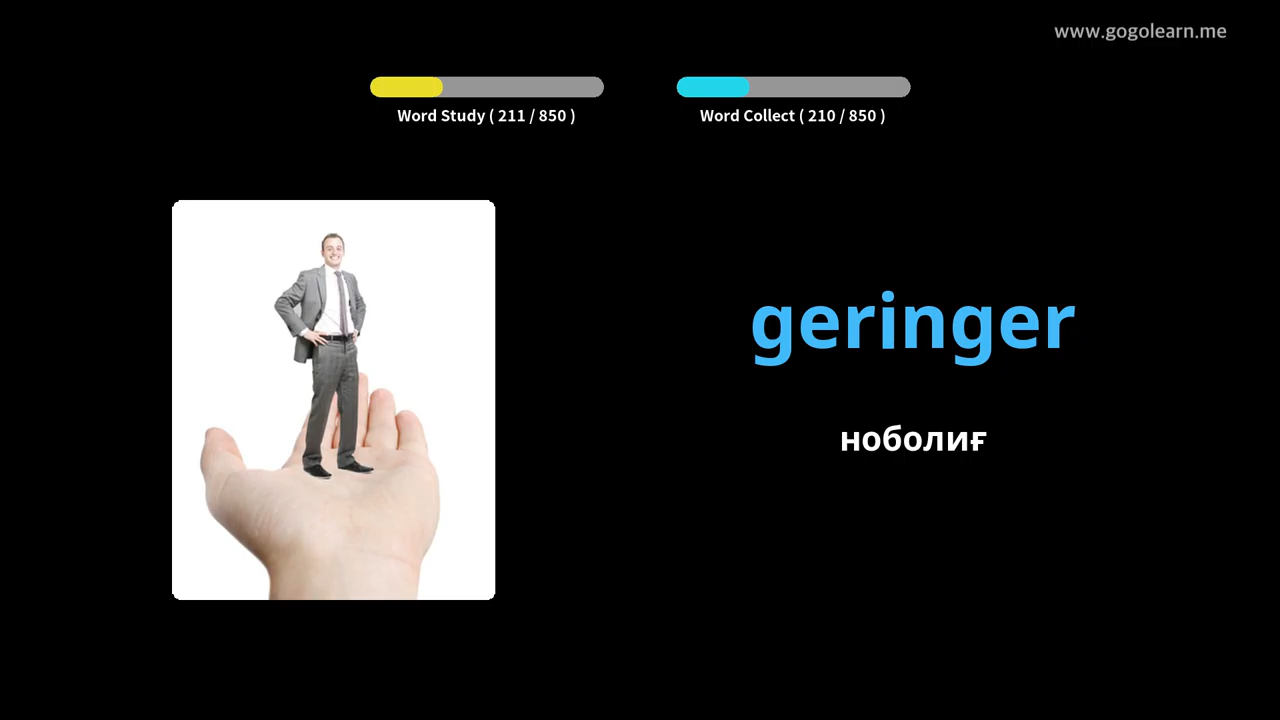 www.gogolearn.me
Word Study ( 211 / 850 )
Word Collect ( 210 / 850 )
geringer
ноболиғ